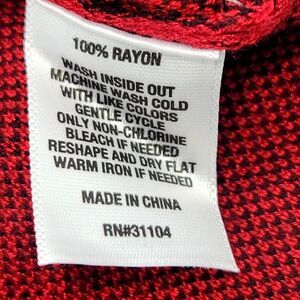 100% RAYON
WASH INSIDE OUT
MACHINE WASH COLD
WITH LIKE COLORS
GENTLE CYCLE
ONLY NON-CHLORINE
BLEACH IF NEEDED
RESHAPE AND DRY FLAT
WARM IRON IF NEEDED
MADE IN CHINA
RN#31104